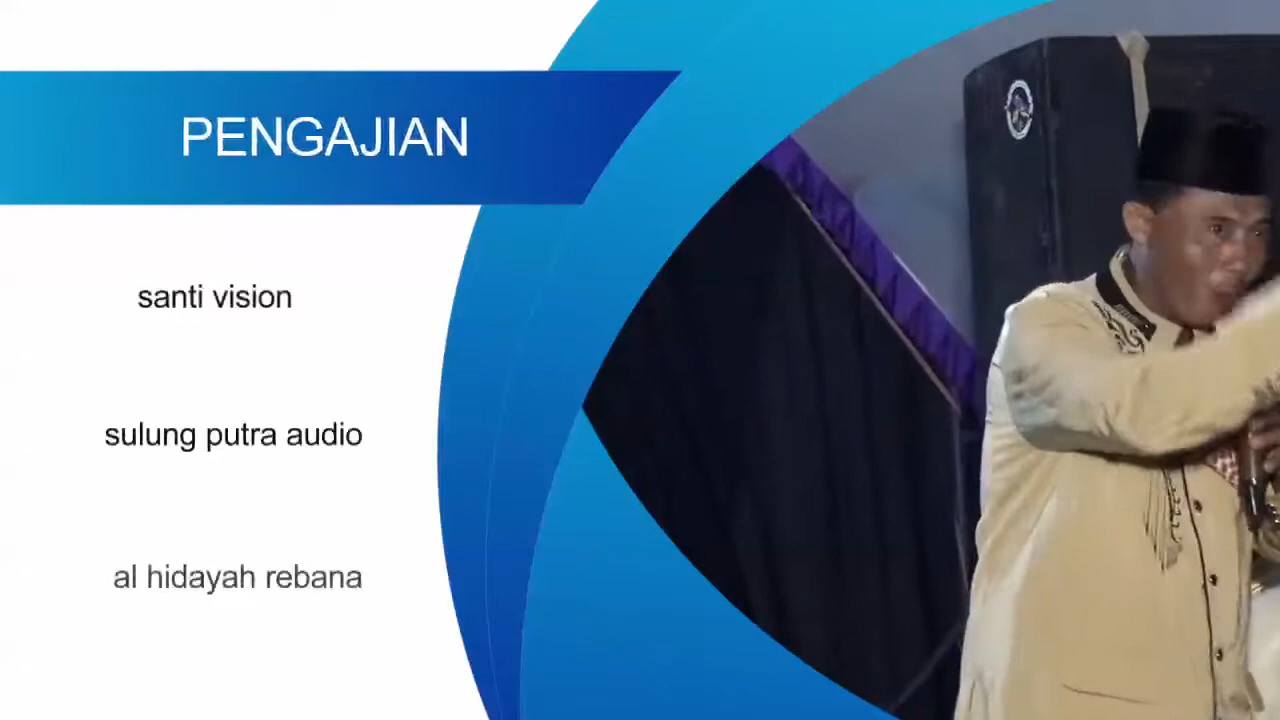 PENGAJIAN
santi vision
sulung putra audio
al hidayah rebana